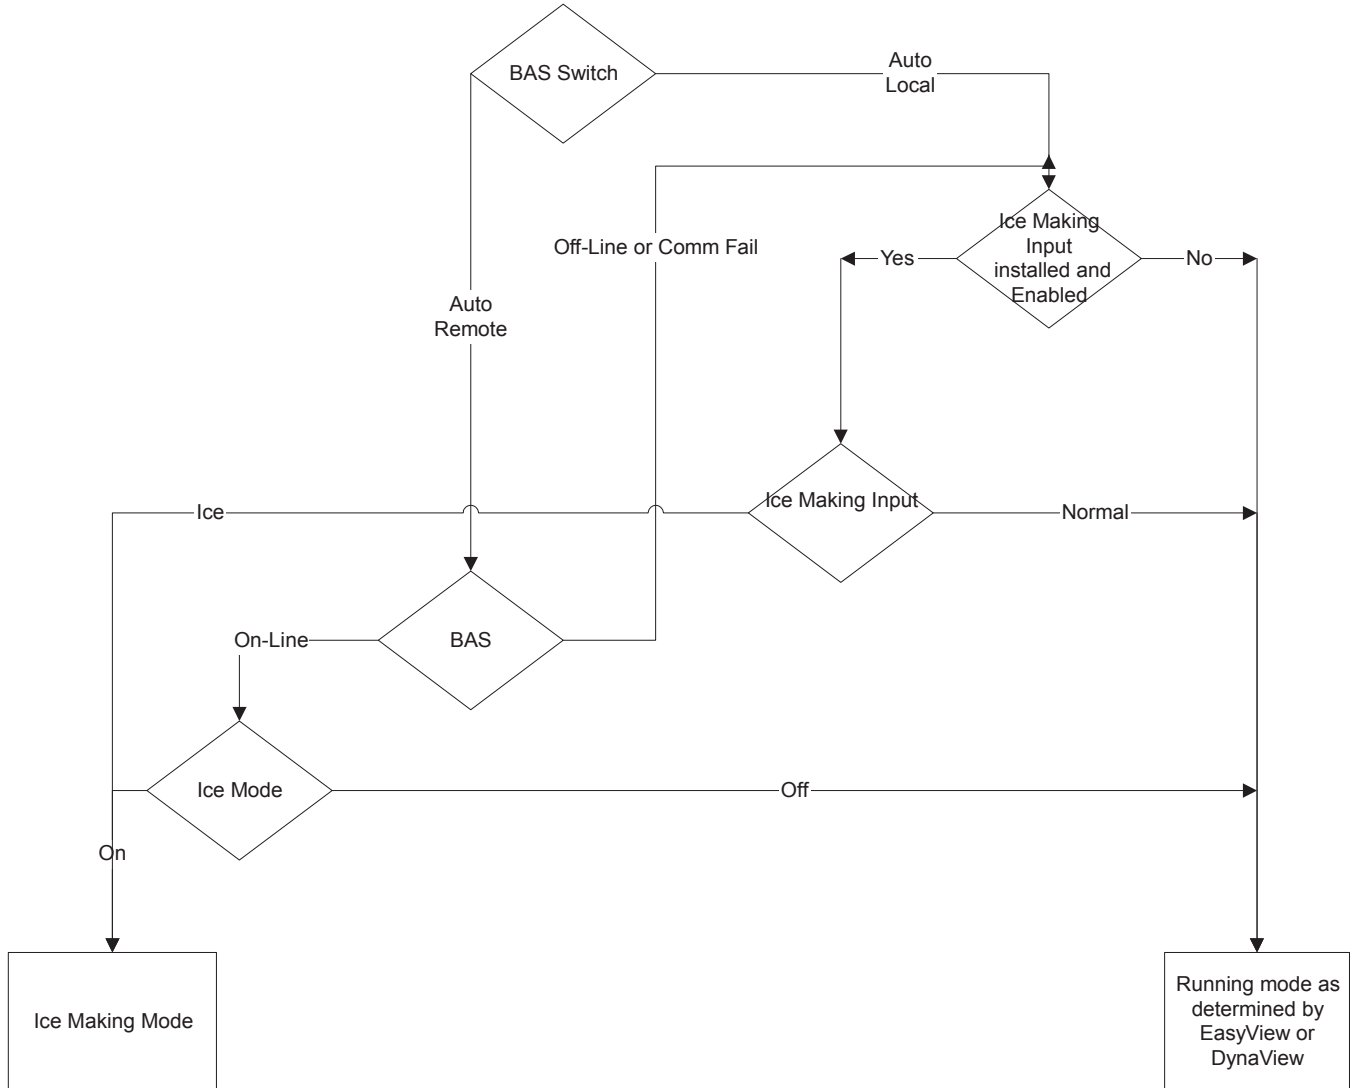 BAS Switch
Auto
Local
Ice Making
Input
installed and
Enabled
Off-Line or Comm Fail
Yes
No
Auto
Remote
Ice Making Input
Ice
Normal
BAS
On-Line
Ice Mode
Off
On
Ice Making Mode
Running mode as
determined by
EasyView or
DynaView